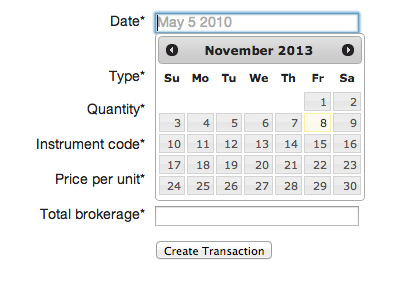 Date* May 5 2010
November 2013
Type*
Su Mo Tu We Th Fr Sa
1 2
Quantity*
3 4 5 6 7 8 9
Instrument code* 10 11 12 13 14 15 16
17 18 19 20 21 22 23
Price per unit*
24 25 26 27 28 29 30
Total brokerage*
Create Transaction